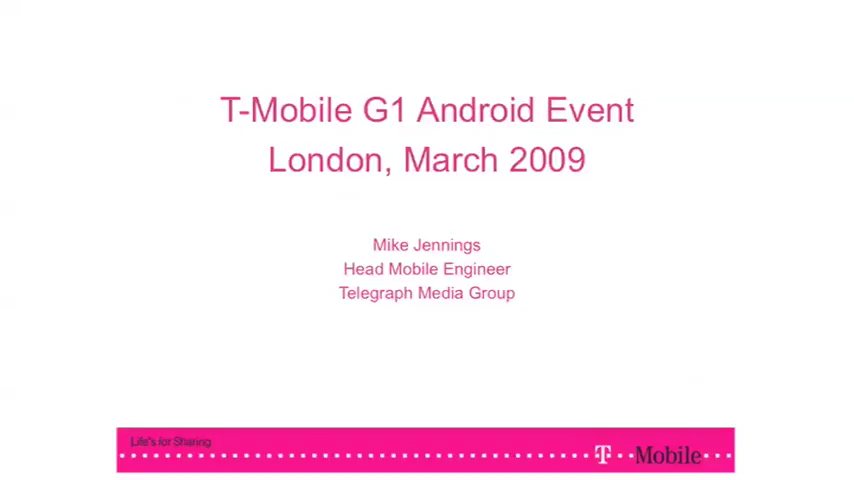 T-Mobile G1 Android Event
London, March 2009
Mike Jennings
Head Mobile Engineer
Telegraph Media Group
Life's for Sharing
T Mobile